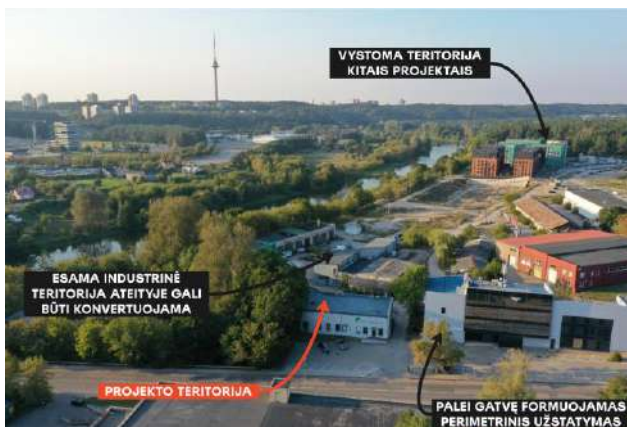 VYSTOMA TERITORIJA
KITAIS PROJEKTAIS
ESAMA INDUSTRINĖ
TERITORIJA ATEITYJE GALI
BŪTI KONVERTUOJAMA
PROJEKTO TERITORIJA
PALEI GATVĘ FORMUOJAMAS
PERIMETRINIS UŽSTATYMAS